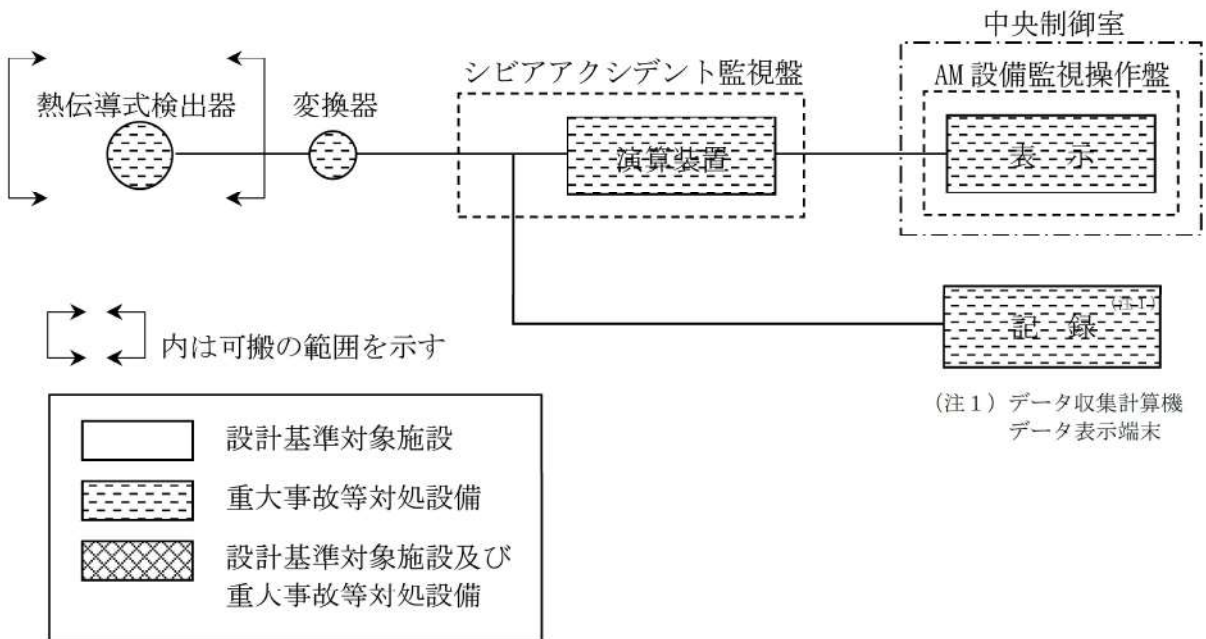 中央制御室
シビアアクシデント監視盤
AM 設備監視操作盤
熱伝導式検出器
変換器
演算装置
表 示
記 録 (注1)
内は可搬の範囲を示す
(注1) データ収集計算機
データ表示端末
設計基準対象施設
重大事故等対処設備
設計基準対象施設及び
重大事故等対処設備